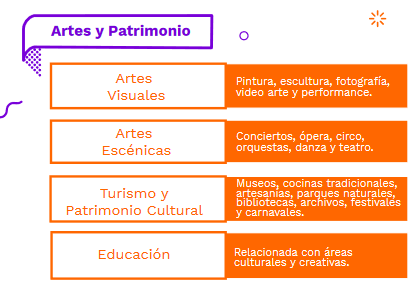 Artes y Patrimonio
Artes
Visuales
Pintura, escultura, fotografía,
video arte y performance.
Artes
Escénicas
Conciertos, ópera, circo,
orquestas, danza y teatro.
Turismo y
Patrimonio Cultural
Museos, cocinas tradicionales,
artesanías, parques naturales,
bibliotecas, archivos, festivales
y carnavales.
Educación
Relacionada con áreas
culturales y creativas.